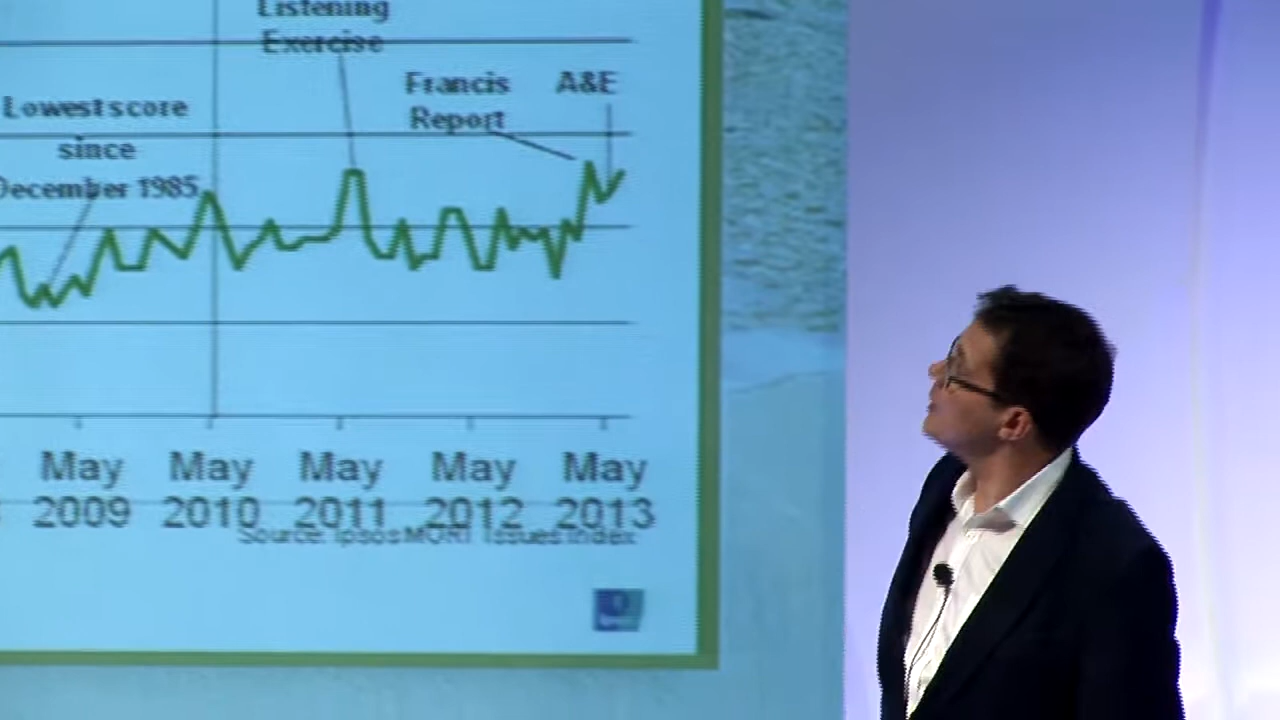 Listening
Exercise
Francis
Report
A&E
Lowest score
since
December 1985
May
2009
May
2010
May
2011
May
2012
May
2013
Source: Ipsos MORI Issues Index